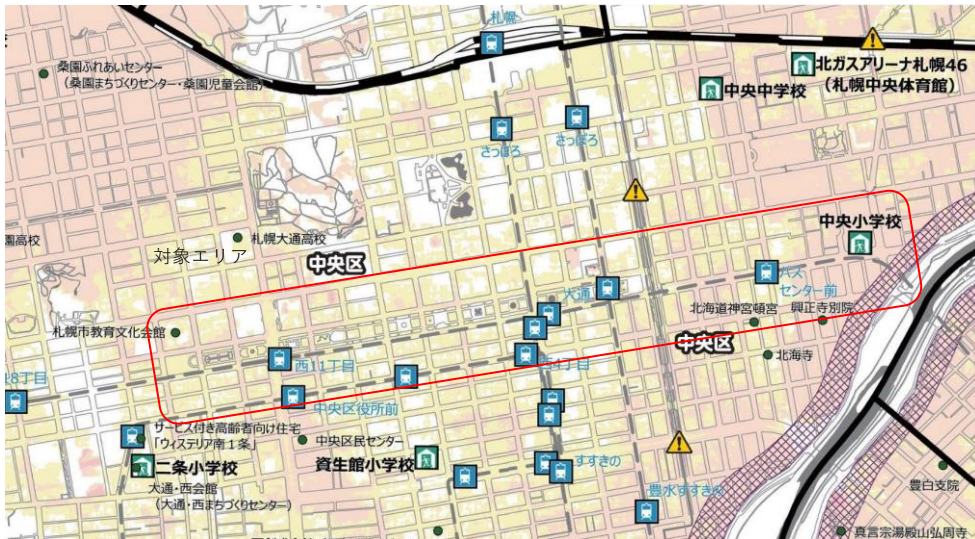 札幌
桑園ふれあいセンター
(桑園まちづくりセンター・桑園児童会館)
北ガスアリーナ札幌46
(札幌中央体育館)
中央中学校
さっぽろ
さっぽろ
中央小学校
園高校
札幌大通高校
対象エリア
中央区
バス
センター前
大通
北海道神宮頓宮
興正寺別院
札幌市教育文化会館
中央区
北海寺
西11丁目
西4丁目
18丁目
中央区役所前
サービス付き高齢者向け住宅
「ウィステリア南1条」
中央区民センター
二条小学校
資生館小学校
すすきの
大通・西会館
(大通・西まちづくりセンター)
豊水すすきの
豊白支院
真言宗湯殿山弘周寺